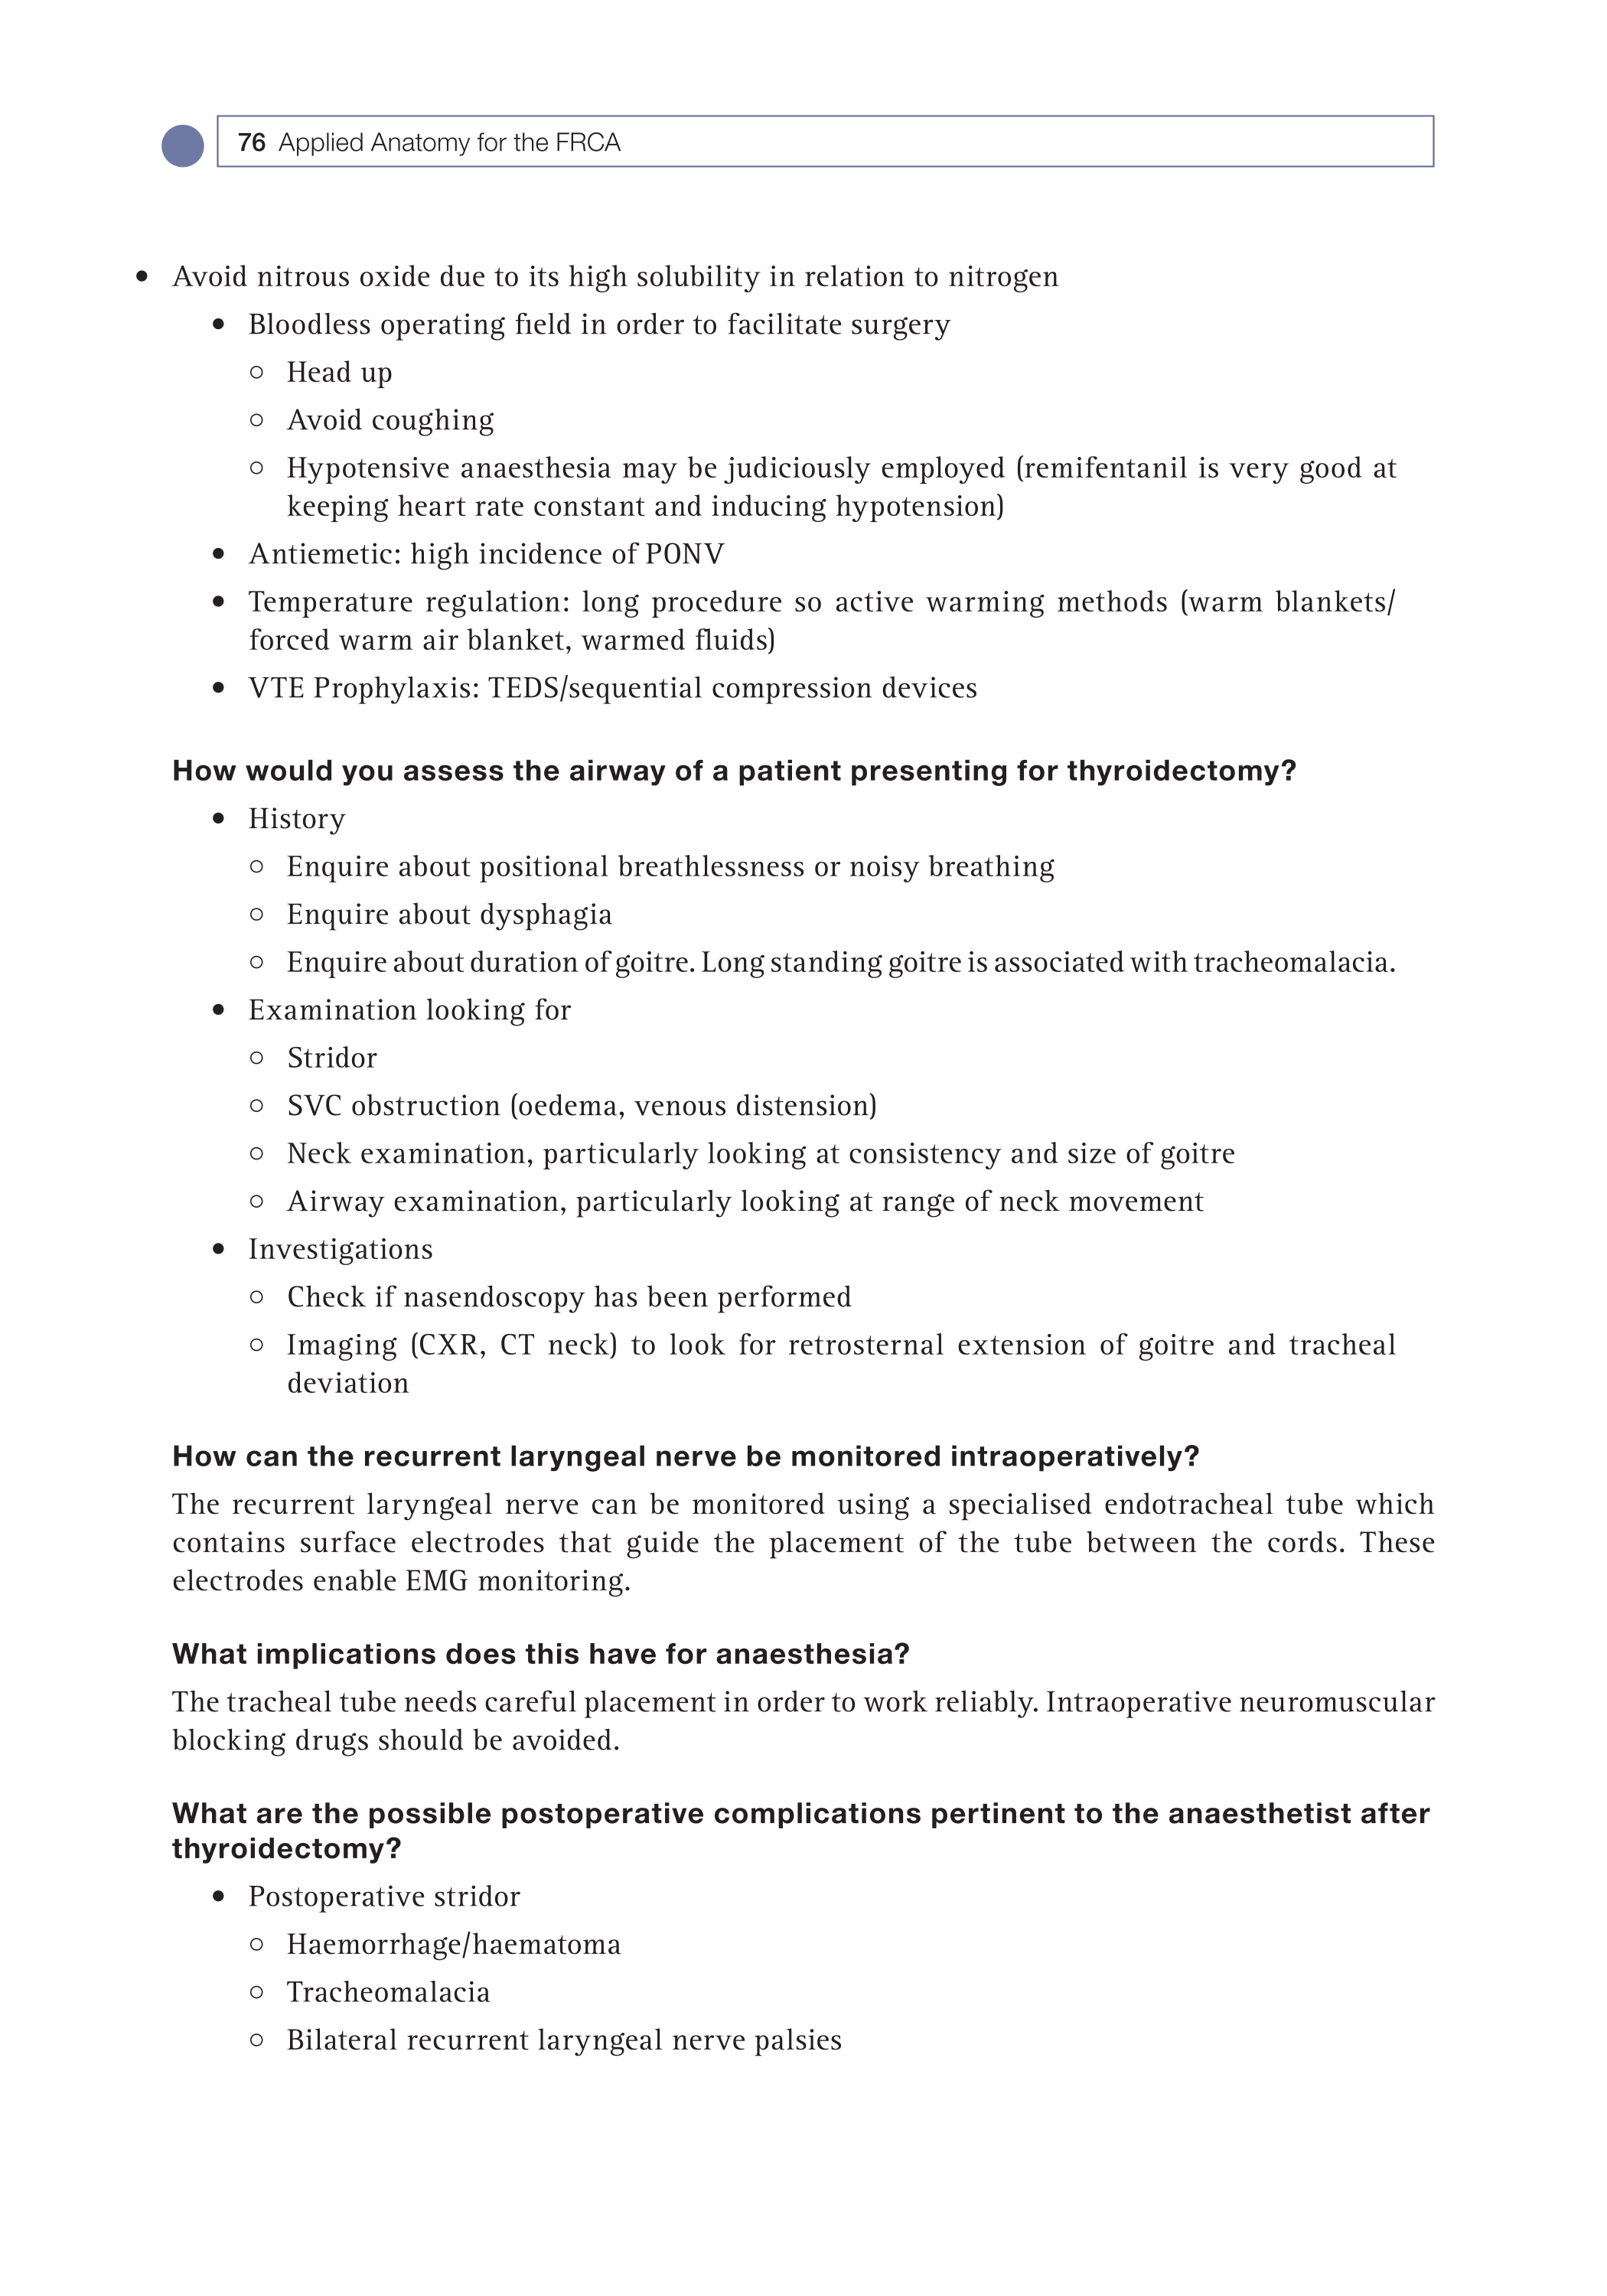 76 Applied Anatomy for the FRCA
• Avoid nitrous oxide due to its high solubility in relation to nitrogen
• Bloodless operating field in order to facilitate surgery
○ Head up
○ Avoid coughing
○ Hypotensive anaesthesia may be judiciously employed (remifentanil is very good at
keeping heart rate constant and inducing hypotension)
• Antiemetic: high incidence of PONV
• Temperature regulation: long procedure so active warming methods (warm blankets/
forced warm air blanket, warmed fluids)
• VTE Prophylaxis: TEDS/sequential compression devices
How would you assess the airway of a patient presenting for thyroidectomy?
• History
○ Enquire about positional breathlessness or noisy breathing
○ Enquire about dysphagia
○ Enquire about duration of goitre. Long standing goitre is associated with tracheomalacia.
• Examination looking for
○ Stridor
○ SVC obstruction (oedema, venous distension)
○ Neck examination, particularly looking at consistency and size of goitre
○ Airway examination, particularly looking at range of neck movement
• Investigations
○ Check if nasendoscopy has been performed
○ Imaging (CXR, CT neck) to look for retrosternal extension of goitre and tracheal
deviation
How can the recurrent laryngeal nerve be monitored intraoperatively?
The recurrent laryngeal nerve can be monitored using a specialised endotracheal tube which
contains surface electrodes that guide the placement of the tube between the cords. These
electrodes enable EMG monitoring.
What implications does this have for anaesthesia?
The tracheal tube needs careful placement in order to work reliably. Intraoperative neuromuscular
blocking drugs should be avoided.
What are the possible postoperative complications pertinent to the anaesthetist after
thyroidectomy?
• Postoperative stridor
○ Haemorrhage/haematoma
○ Tracheomalacia
○ Bilateral recurrent laryngeal nerve palsies